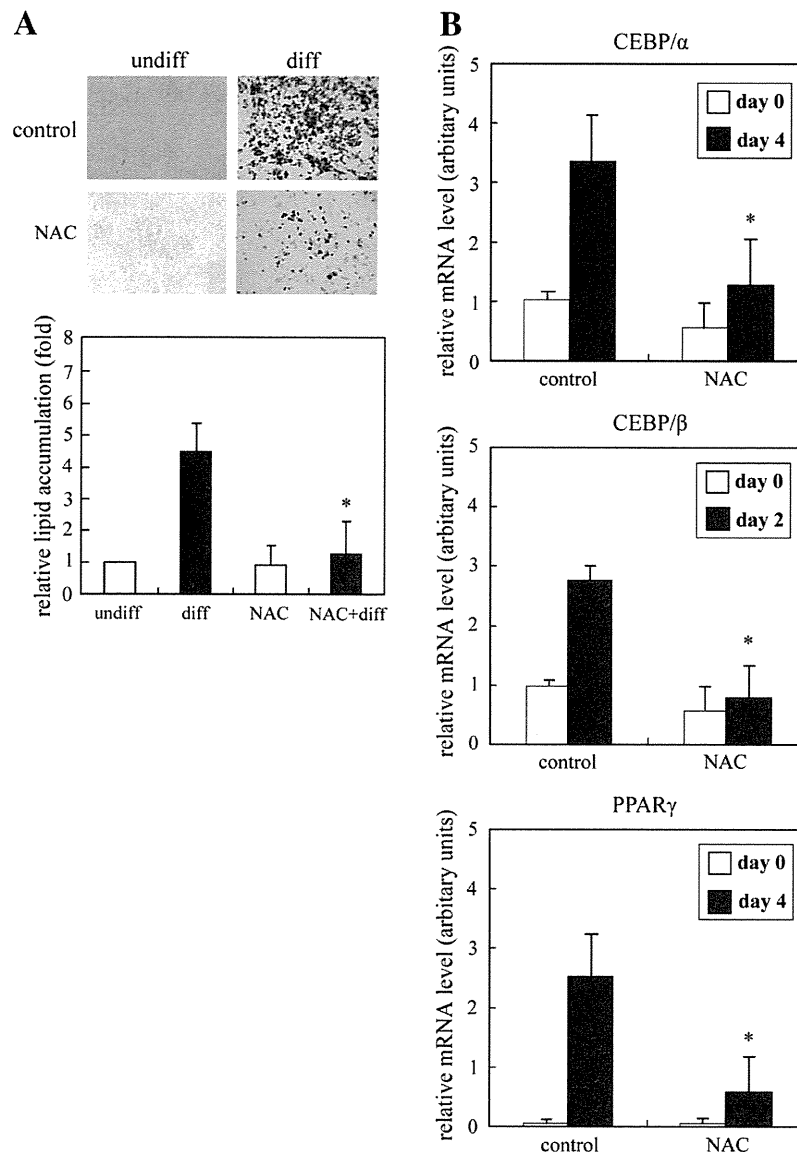 A
undiff diff
control
NAC
relative lipid accumulation (fold)
8
7
6
5
4
3
2
1
0
undiff diff NAC NAC+diff
*
B
CEBP/α
relative mRNA level (arbitary units)
5
4
3
2
1
0
day 0
day 4
*
control NAC
CEBP/β
relative mRNA level (arbitary units)
5
4
3
2
1
0
day 0
day 2
*
control NAC
PPARγ
relative mRNA level (arbitary units)
5
4
3
2
1
0
day 0
day 4
*
control NAC